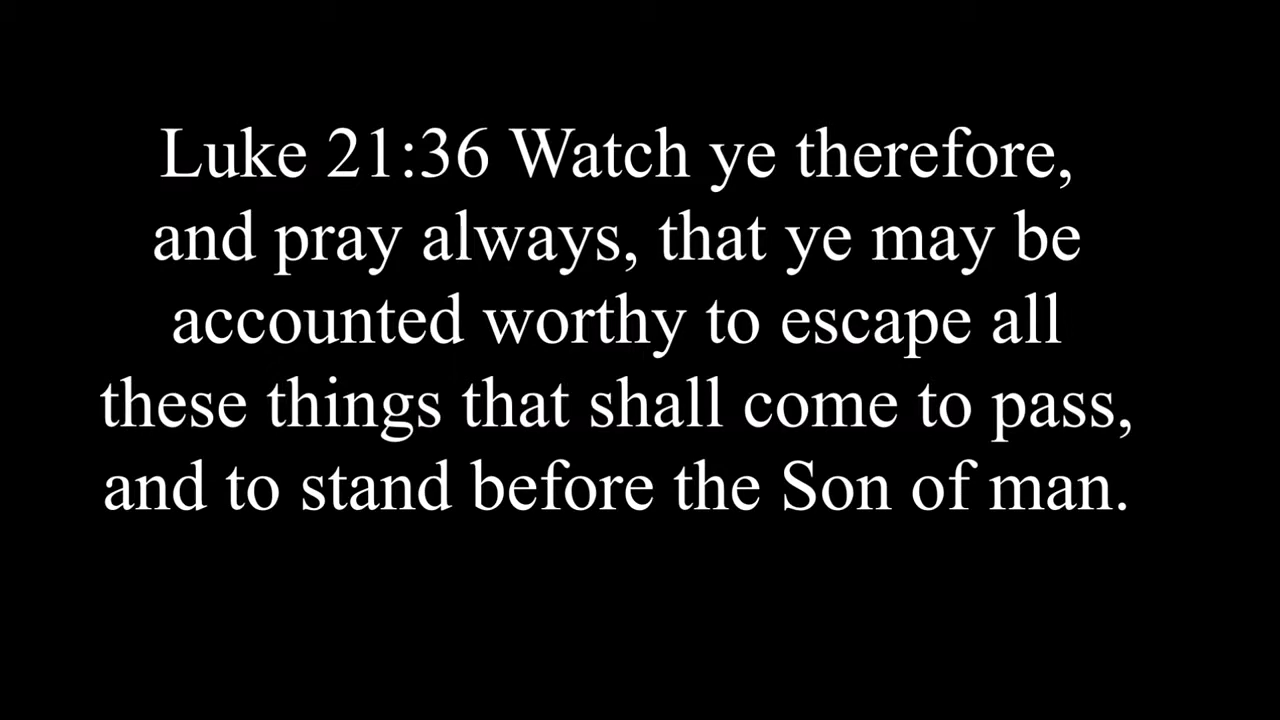 Luke 21:36 Watch ye therefore,
and pray always, that ye may be
accounted worthy to escape all
these things that shall come to pass,
and to stand before the Son of man.